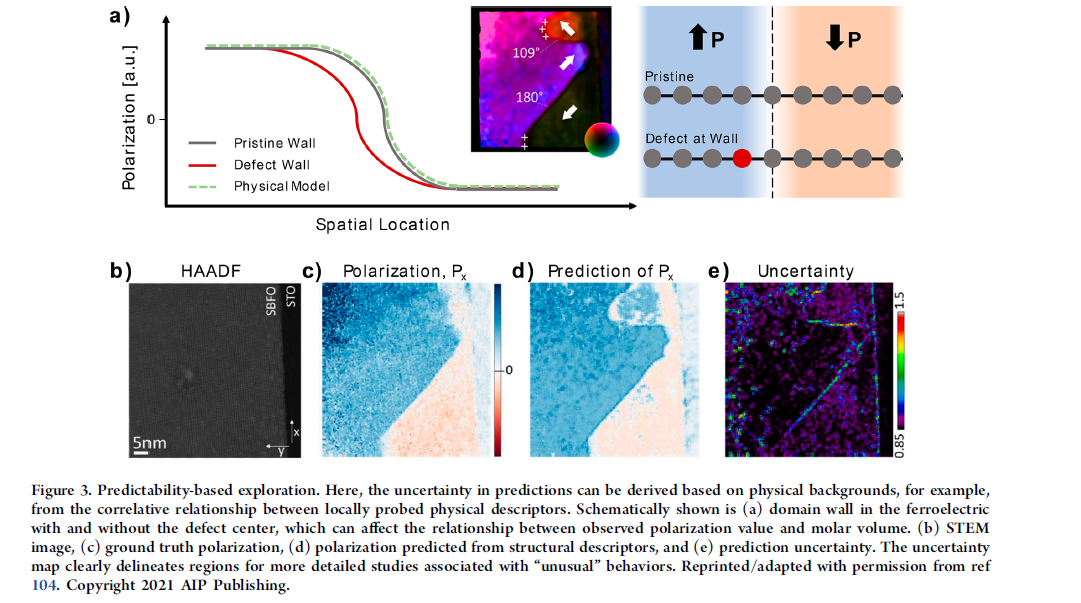 a)
Polarization [a.u.]
0
Pristine Wall
Defect Wall
Physical Model
Spatial Location
109°
180°
P
P
Pristine
Defect at Wall
b)
HAADF
SBFO
STO
5nm
x
y
c)
Polarization, Px
0
d)
Prediction of Px
e)
Uncertainty
1.5
0.85
Figure 3. Predictability-based exploration. Here, the uncertainty in predictions can be derived based on physical backgrounds, for example,
from the correlative relationship between locally probed physical descriptors. Schematically shown is (a) domain wall in the ferroelectric
with and without the defect center, which can affect the relationship between observed polarization value and molar volume. (b) STEM
image, (c) ground truth polarization, (d) polarization predicted from structural descriptors, and (e) prediction uncertainty. The uncertainty
map clearly delineates regions for more detailed studies associated with “unusual” behaviors. Reprinted/adapted with permission from ref
104. Copyright 2021 AIP Publishing.